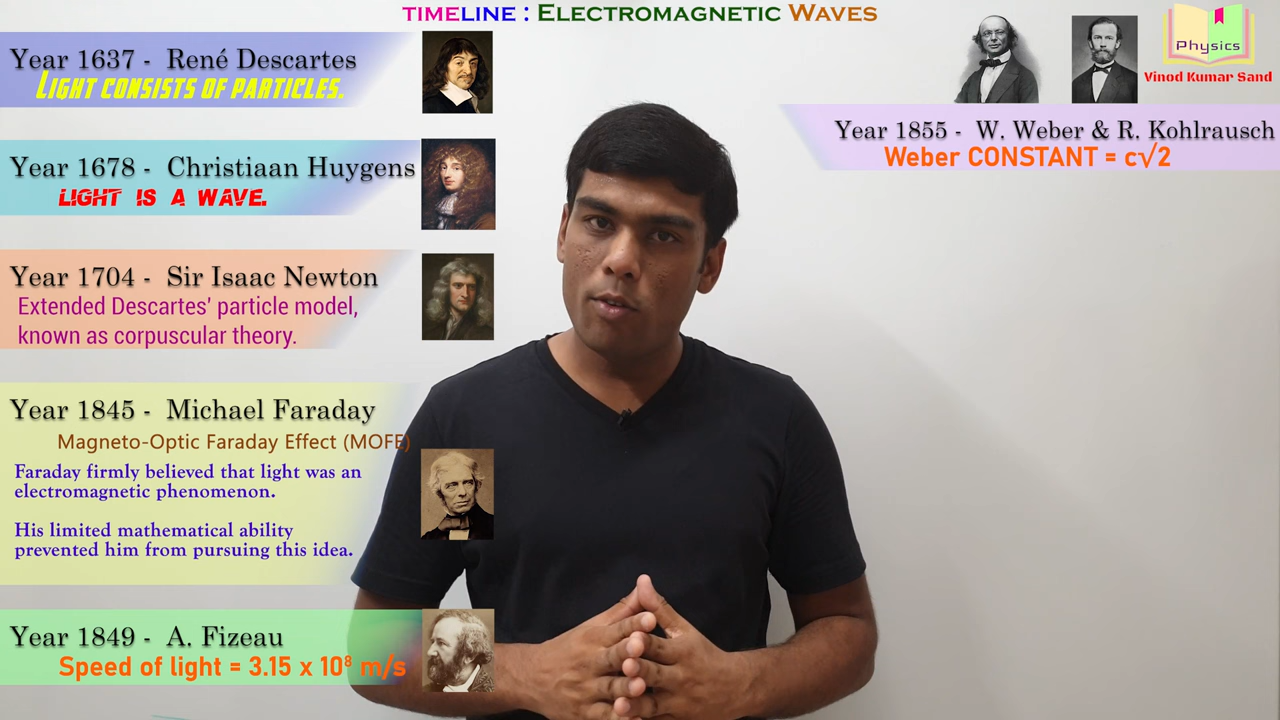 TIMELINE : ELECTROMAGNETIC WAVES
Year 1637 - René Descartes
LIGHT CONSISTS OF PARTICLES.
Year 1678 - Christiaan Huygens
LIGHT IS A WAVE.
Year 1704 - Sir Isaac Newton
Extended Descartes’ particle model,
known as corpuscular theory.
Year 1845 - Michael Faraday
Magneto-Optic Faraday Effect (MOFE)
Faraday firmly believed that light was an
electromagnetic phenomenon.
His limited mathematical ability
prevented him from pursuing this idea.
Year 1849 - A. Fizeau
Speed of light = 3.15 x 10⁸ m/s
Physics
Vinod Kumar Sand
Year 1855 - W. Weber & R. Kohlrausch
Weber CONSTANT = c√2